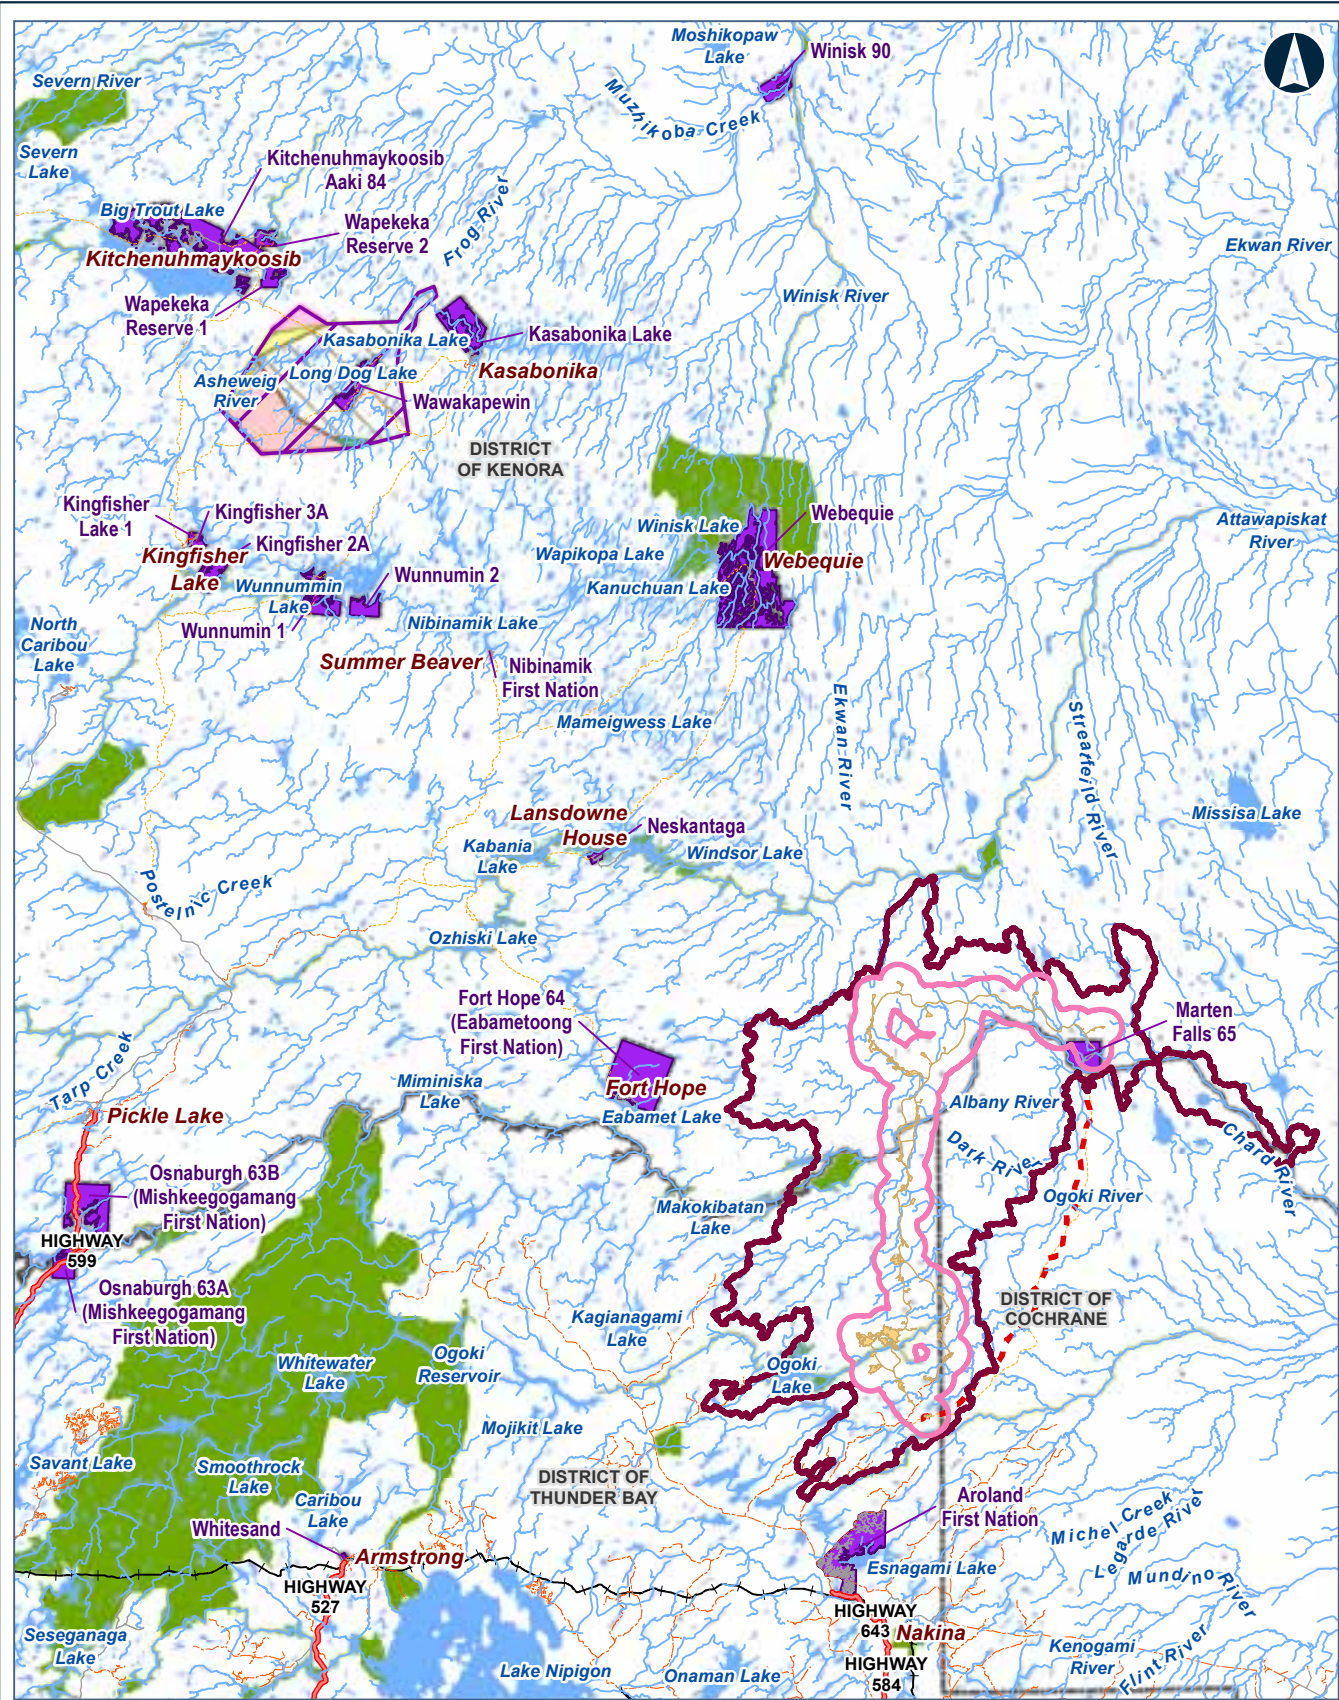 Moshikopaw
Lake
Winisk 90
Severn River
Muzhikoba Creek
Severn
Lake
Kitchenuhmaykoosib
Aaki 84
Big Trout Lake
Wapekeka
Reserve 2
Frog River
Kitchenuhmaykoosib
Ekwan River
Wapekeka
Reserve 1
Winisk River
Kasabonika Lake
Kasabonika Lake
Kasabonika
Long Dog Lake
Asheweig
River
Wawakapewin
DISTRICT
OF KENORA
Kingfisher
Lake 1
Kingfisher 3A
Kingfisher 2A
Kingfisher
Lake
Webequie
Winisk Lake
Wapikopa Lake
Webequie
Kanuchuan Lake
Attawapiskat
River
Wunnummin
Lake
Wunnumin 2
Wunnumin 1
Nibinamik Lake
North
Caribou
Lake
Summer Beaver
Nibinamik
First Nation
Mameigwess Lake
Ekwan River
Streatfeild River
Missisa Lake
Lansdowne
House
Neskantaga
Kabania
Lake
Windsor Lake
Postelnic Creek
Ozhiski Lake
Fort Hope 64
(Eabametoong
First Nation)
Marten
Falls 65
Tarp Creek
Miminiska
Lake
Fort Hope
Eabamet Lake
Albany River
Pickle Lake
Dark River
Chard River
Osnaburgh 63B
(Mishkeegogamang
First Nation)
Makokibatan
Lake
Ogoki River
HIGHWAY
599
Osnaburgh 63A
(Mishkeegogamang
First Nation)
DISTRICT OF
COCHRANE
Kagianagami
Lake
Whitewater
Lake
Ogoki
Reservoir
Ogoki
Lake
Mojikit Lake
Savant Lake
Smoothrock
Lake
DISTRICT OF
THUNDER BAY
Caribou
Lake
Whitesand
Aroland
First Nation
Michel Creek
Legarde River
Armstrong
Esnagami Lake
Mundino River
HIGHWAY
527
HIGHWAY
643
Nakina
Seseganaga
Lake
Kenogami
River
Flint River
HIGHWAY
584
Lake Nipigon
Onaman Lake